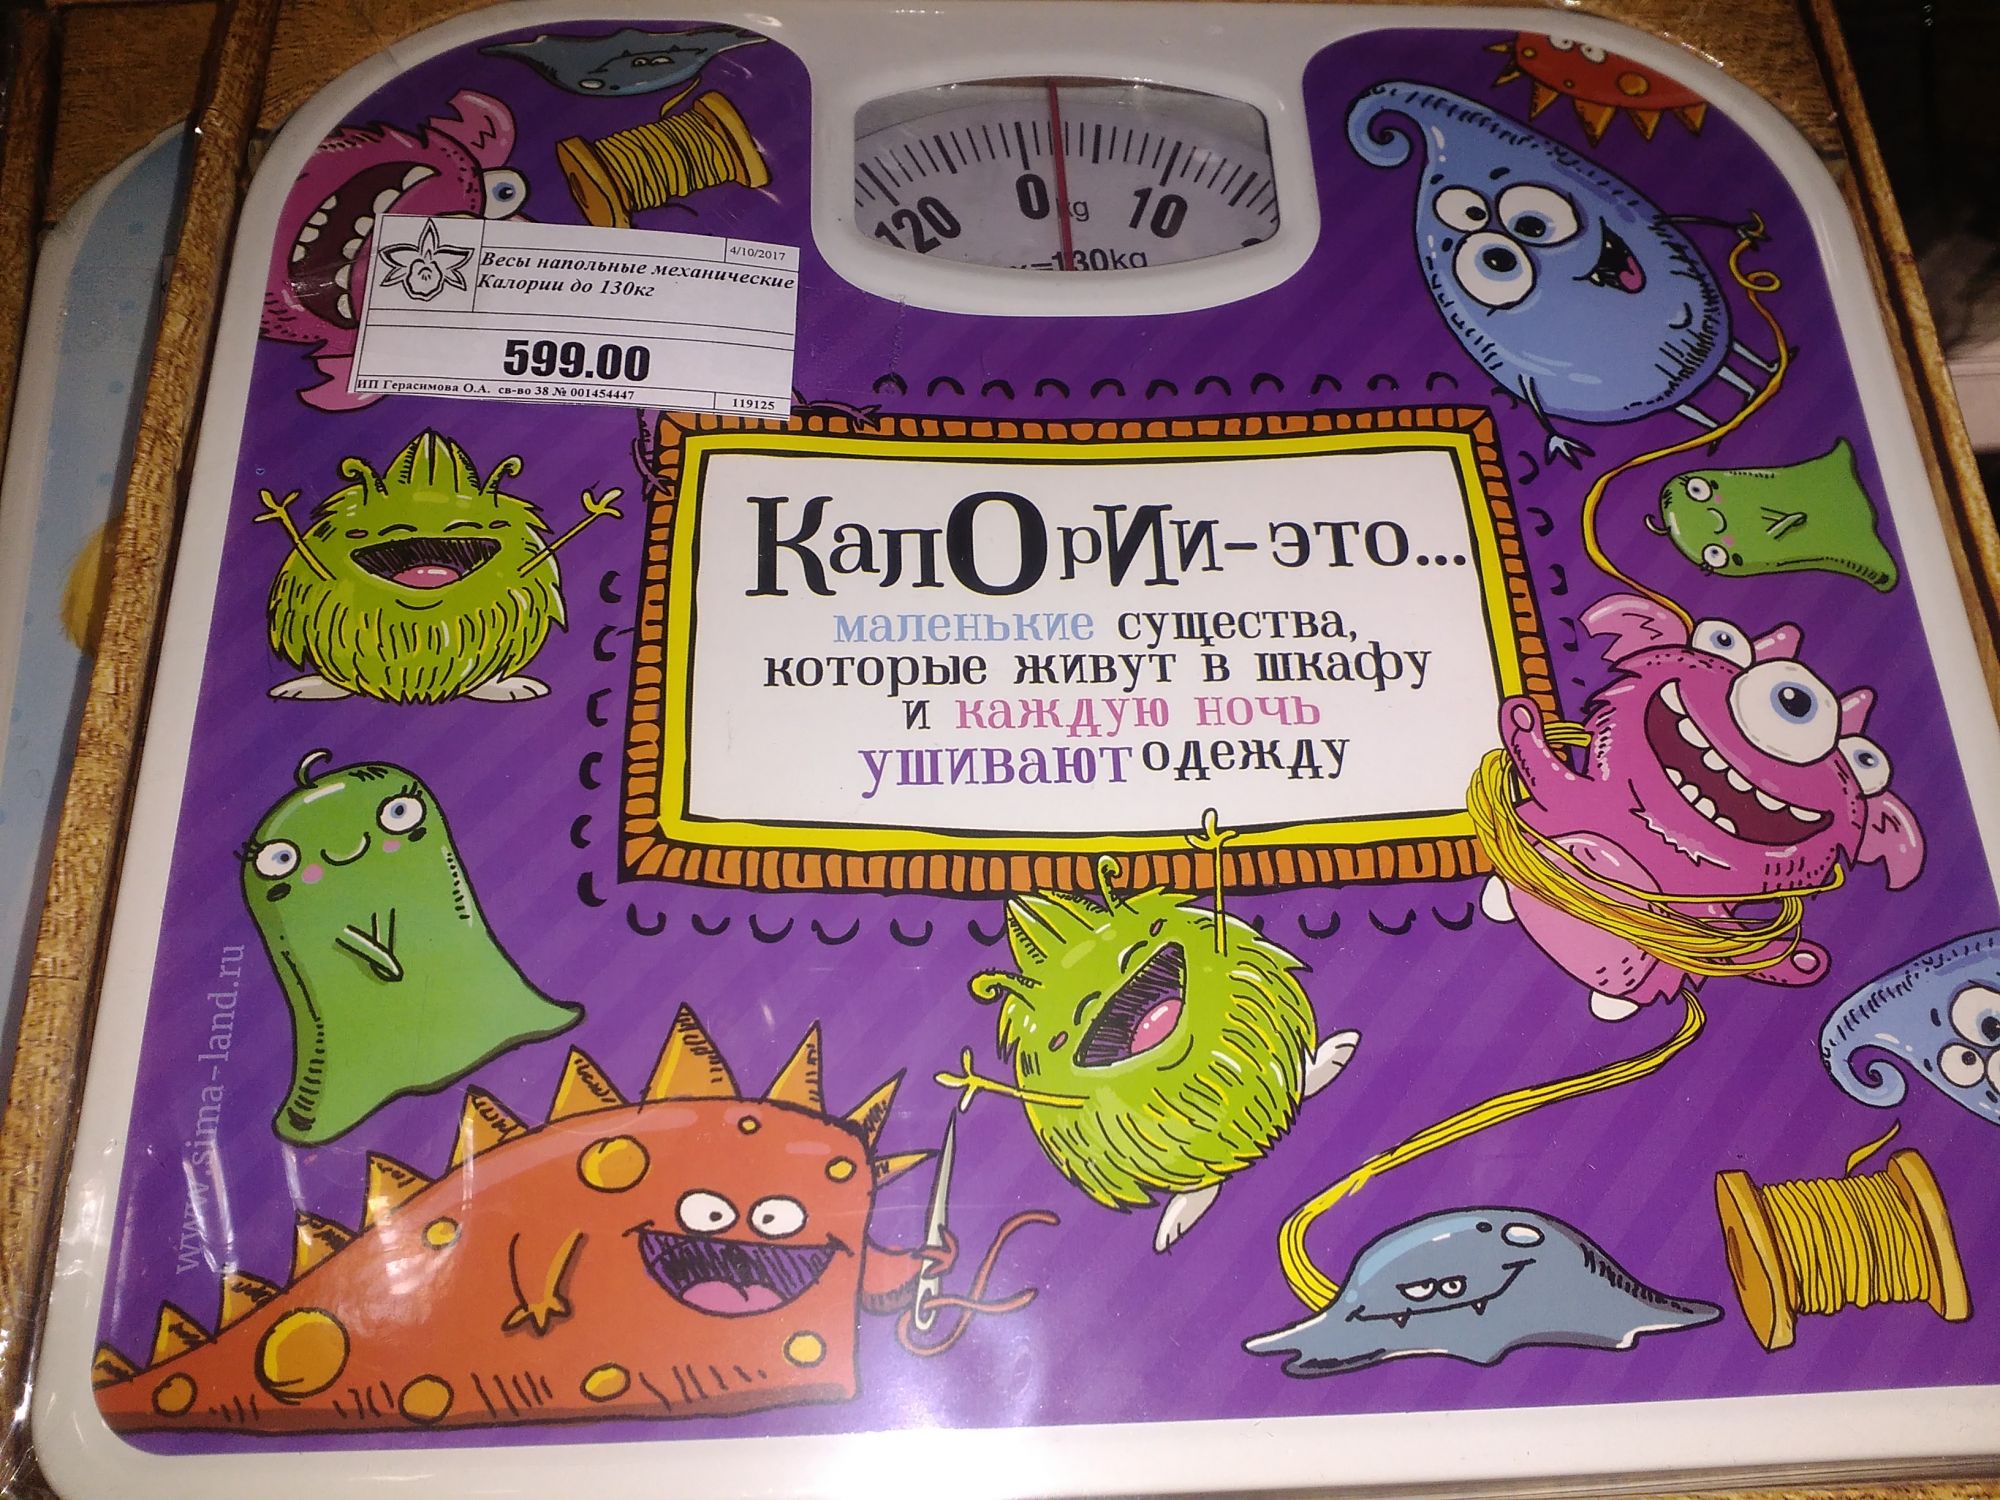 120 0 kg 10
=130kg
4/10/2017
Весы напольные механические
Калории до 130кг
599.00
ИП Герасимова О.А. св-во 38 № 001454447
119125
КалОрИи-это...
маленькие существа,
которые живут в шкафу
и каждую ночь
ушивают одежду
www.sima-land.ru